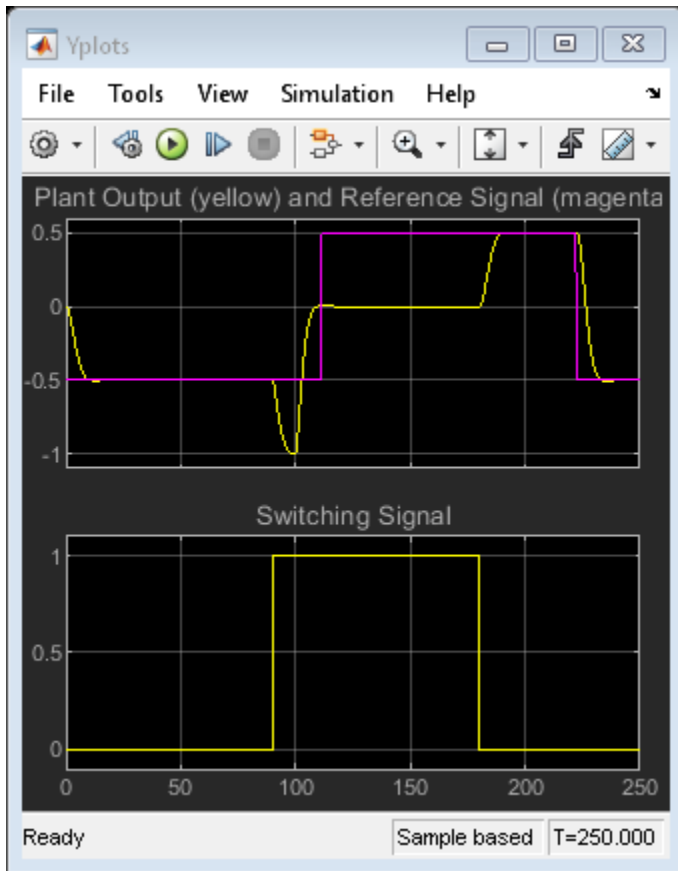 Yplots
File Tools View Simulation Help
Plant Output (yellow) and Reference Signal (magenta
0.5
0
-0.5
-1
Switching Signal
1
0.5
0
0 50 100 150 200 250
Ready Sample based T=250.000